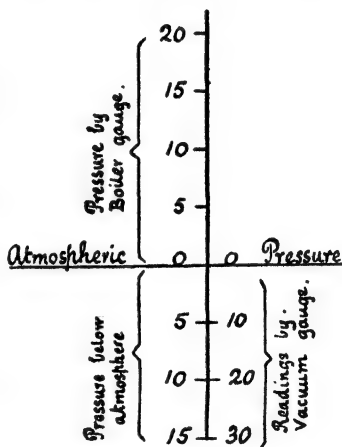 20
15
10
5
Pressure by
Boiler gauge.
Atmospheric 0 0 Pressure
5 10
10 20
15 30
Pressure below
atmosphere
Readings by.
Vacuum gauge.